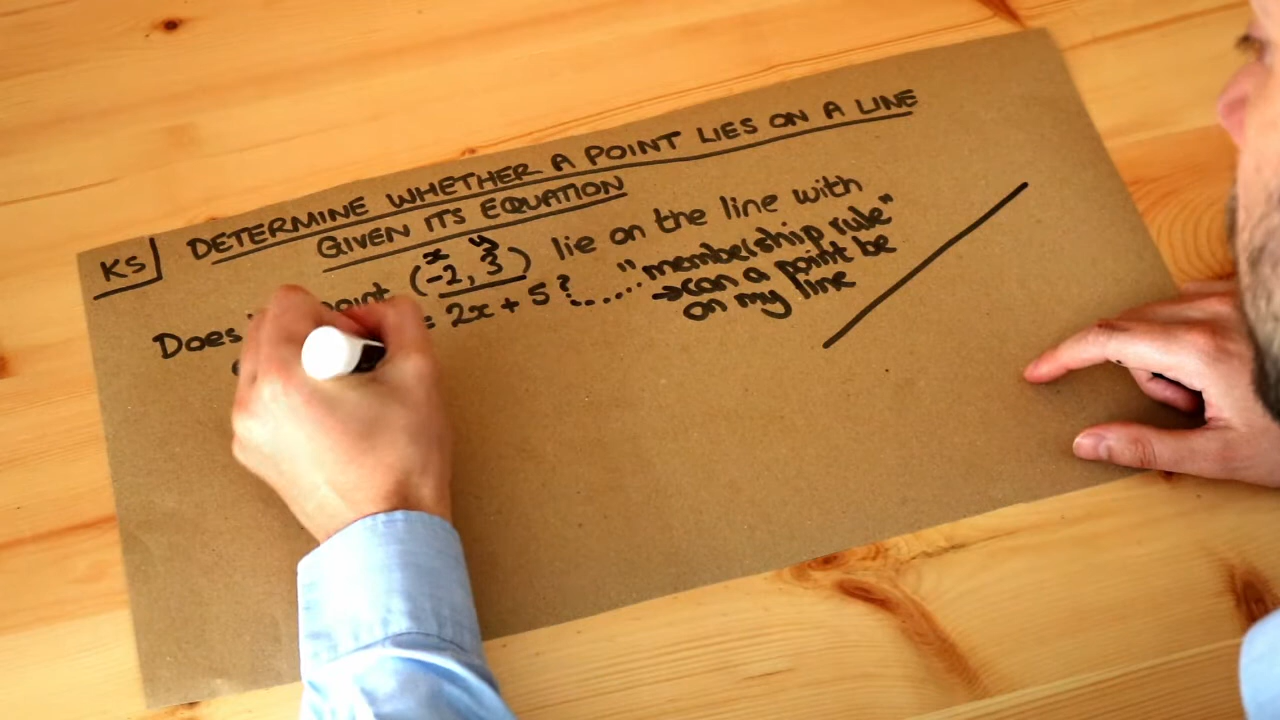 KS
DETERMINE WHETHER A POINT LIES ON A LINE
GIVEN ITS EQUATION
x y
Does point (-2, 3) lie on the line with
= 2x + 5?
"membership rule"
→can a point be
on my line